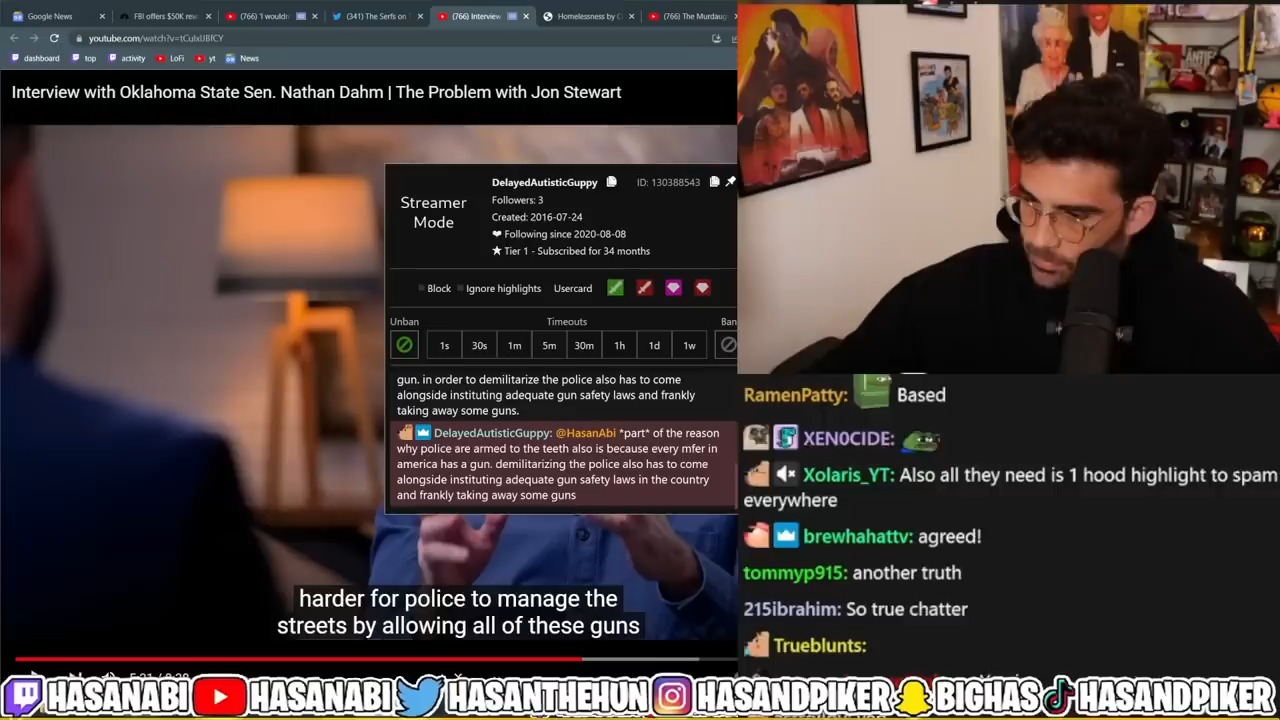 Google News
FBI offers $50K rew
(766) 'I wouldn
(341) The Serfs on
(766) Interview
Homelessness by C
(766) The Murdaug
youtube.com/watch?v=tCuIxIJBfCY
dashboard
top
activity
LoFi
yt
News
Interview with Oklahoma State Sen. Nathan Dahm | The Problem with Jon Stewart
Streamer
Mode
DelayedAutisticGuppy
ID: 130388543
Followers: 3
Created: 2016-07-24
Following since 2020-08-08
Tier 1 - Subscribed for 34 months
Block
Ignore highlights
Usercard
Unban
Timeouts
Ban
1s
30s
1m
5m
30m
1h
1d
1w
gun. in order to demilitarize the police also has to come
alongside instituting adequate gun safety laws and frankly
taking away some guns.
DelayedAutisticGuppy: @HasanAbi *part* of the reason
why police are armed to the teeth also is because every mfer in
america has a gun. demilitarizing the police also has to come
alongside instituting adequate gun safety laws in the country
and frankly taking away some guns
harder for police to manage the
streets by allowing all of these guns
RamenPatty: Based
XEN0CIDE:
Xolaris_YT: Also all they need is 1 hood highlight to spam
everywhere
brewhahattv: agreed!
tommyp915: another truth
215ibrahim: So true chatter
Trueblunts:
HASANABI
HASANABI
HASANTHEHUN
HASANDPIKER
BIGHAS
HASANDPIKER